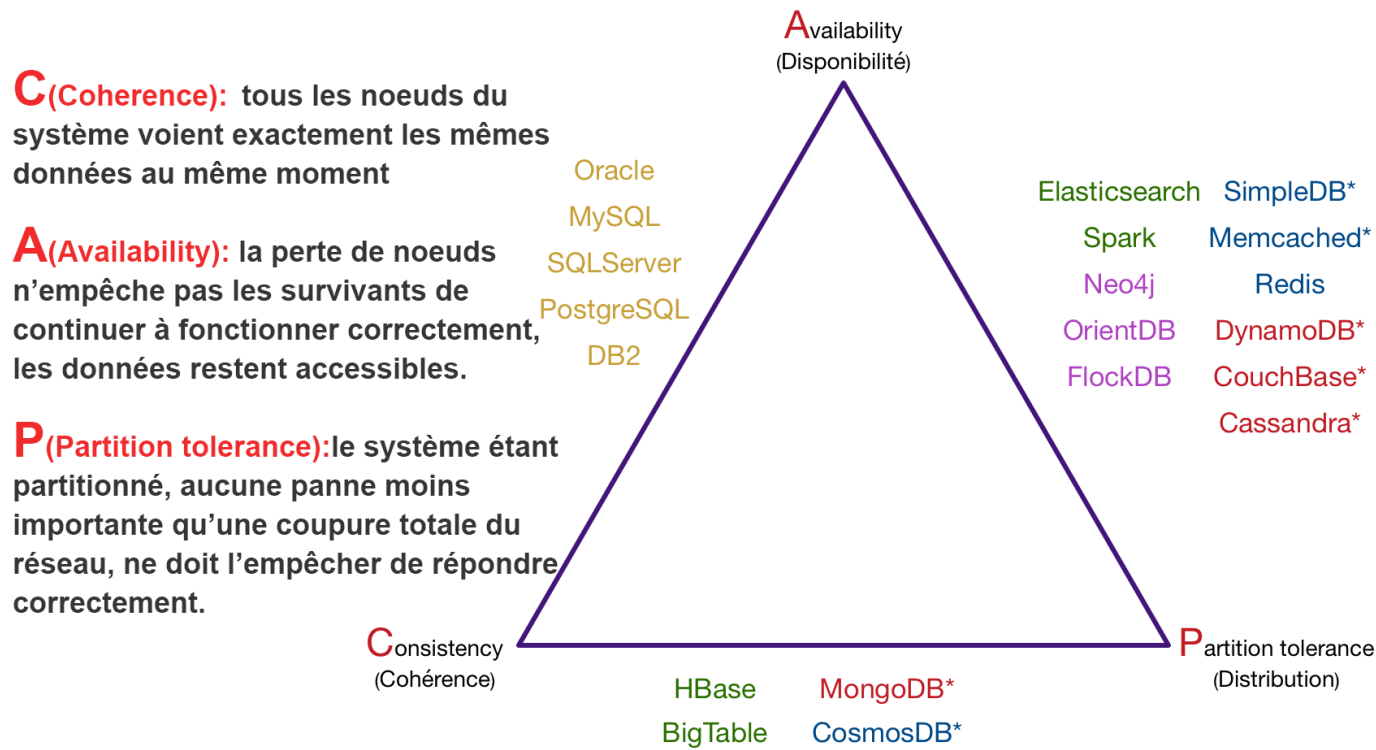 C(Coherence): tous les noeuds du
système voient exactement les mêmes
données au même moment
A(Availability): la perte de noeuds
n’empêche pas les survivants de
continuer à fonctionner correctement,
les données restent accessibles.
P(Partition tolerance):le système étant
partitionné, aucune panne moins
importante qu’une coupure totale du
réseau, ne doit l’empêcher de répondre
correctement.
Availability
(Disponibilité)
Oracle
MySQL
SQLServer
PostgreSQL
DB2
Elasticsearch SimpleDB*
Spark Memcached*
Neo4j Redis
OrientDB DynamoDB*
FlockDB CouchBase*
Cassandra*
Consistency
(Cohérence)
Partition tolerance
(Distribution)
HBase MongoDB*
BigTable CosmosDB*